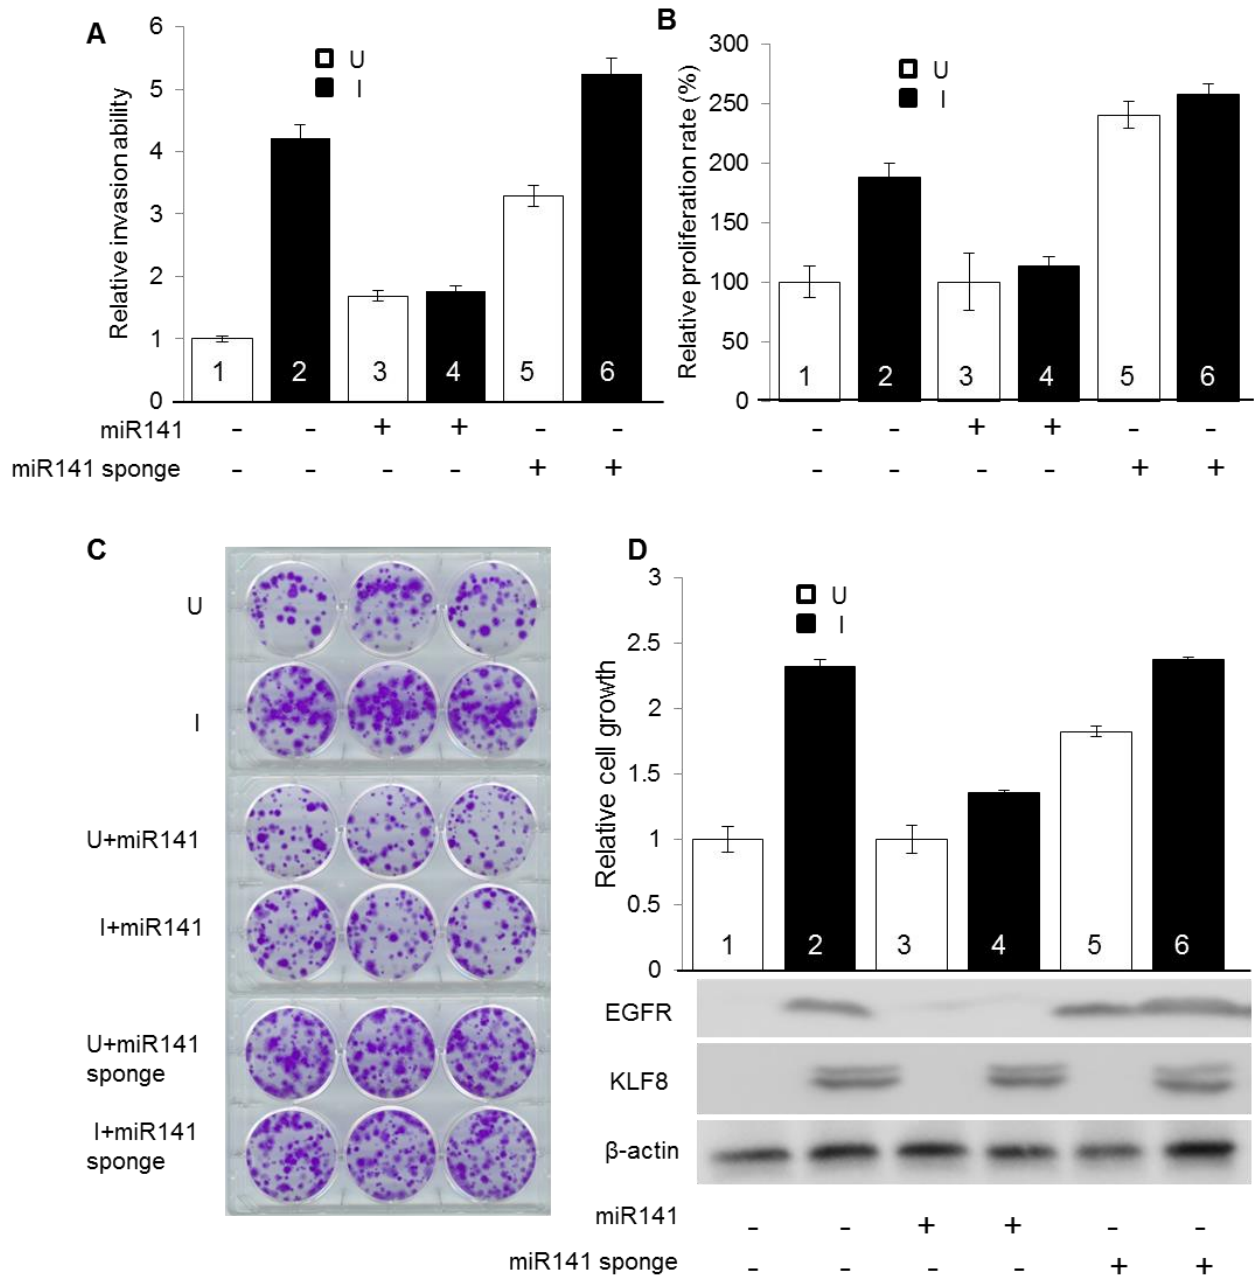 A
Relative invasion ability
6
5
4
3
2
1
0
U
I
1 2 3 4 5 6
miR141 - - + + - -
miR141 sponge - - - - + +
B
Relative proliferation rate (%)
300
250
200
150
100
50
0
U
I
1 2 3 4 5 6
- - + + - -
- - - - + +
C
U
I
U+miR141
I+miR141
U+miR141
sponge
I+miR141
sponge
D
Relative cell growth
3
2.5
2
1.5
1
0.5
0
U
I
1 2 3 4 5 6
EGFR
KLF8
β-actin
miR141 - - + + - -
miR141 sponge - - - - + +